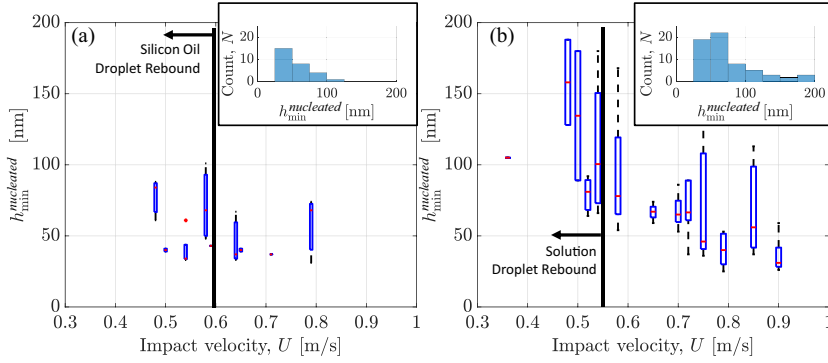 (a)
Silicon Oil
Droplet Rebound
200
150
100
50
0
h_min^nucleated [nm]
0.3 0.4 0.5 0.6 0.7 0.8 0.9 1
Impact velocity, U [m/s]
20
10
0
Count, N
0 100 200
h_min^nucleated [nm]
(b)
Solution
Droplet Rebound
200
150
100
50
0
h_min^nucleated [nm]
0.3 0.4 0.5 0.6 0.7 0.8 0.9 1
Impact velocity, U [m/s]
20
10
0
Count, N
0 100 200
h_min^nucleated [nm]